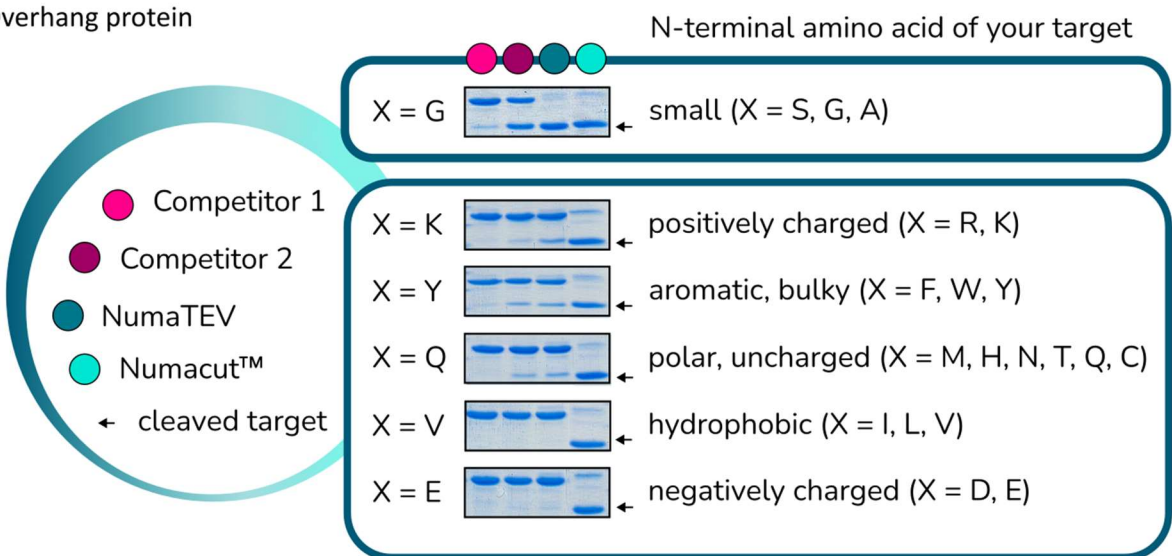 verhang protein
N-terminal amino acid of your target
X = G
small (X = S, G, A)
Competitor 1
Competitor 2
NumaTEV
Numacut™
cleaved target
X = K
positively charged (X = R, K)
X = Y
aromatic, bulky (X = F, W, Y)
X = Q
polar, uncharged (X = M, H, N, T, Q, C)
X = V
hydrophobic (X = I, L, V)
X = E
negatively charged (X = D, E)